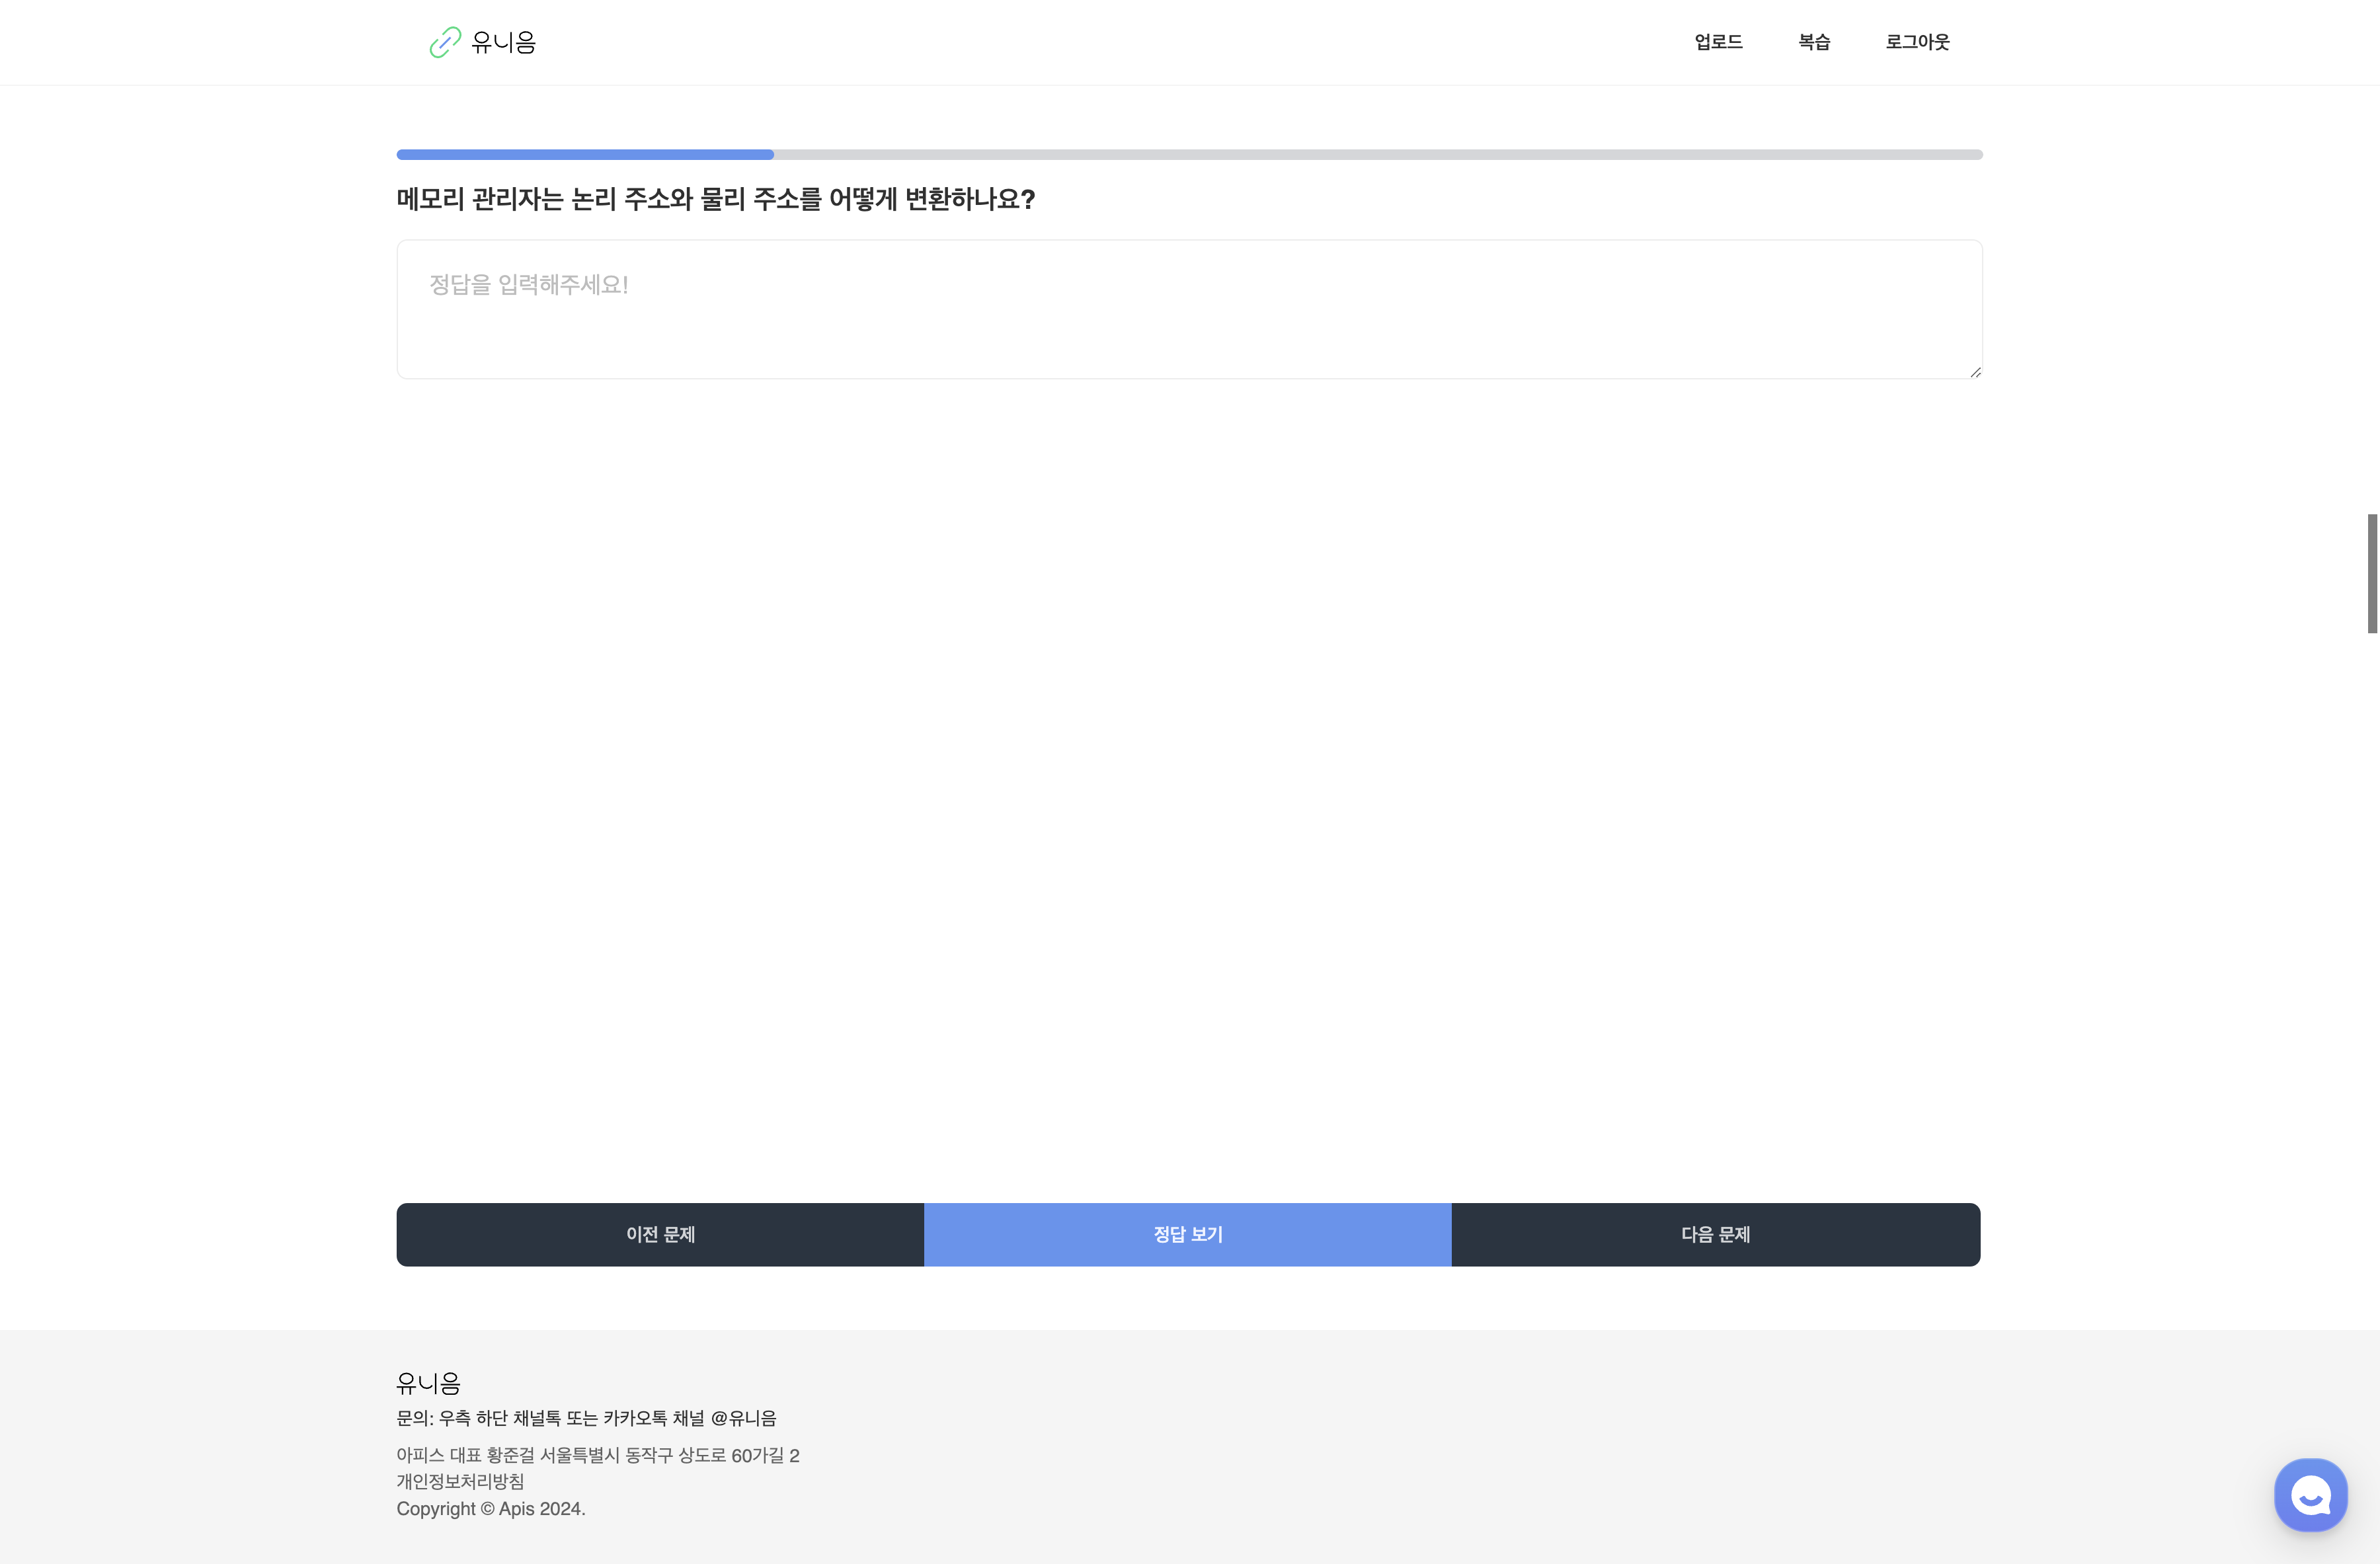 유니음
업로드 복습 로그아웃
메모리 관리자는 논리 주소와 물리 주소를 어떻게 변환하나요?
정답을 입력해주세요!
이전 문제 정답 보기 다음 문제
유니음
문의: 우측 하단 채널톡 또는 카카오톡 채널 @유니음
아피스 대표 황준걸 서울특별시 동작구 상도로 60가길 2
개인정보처리방침
Copyright © Apis 2024.